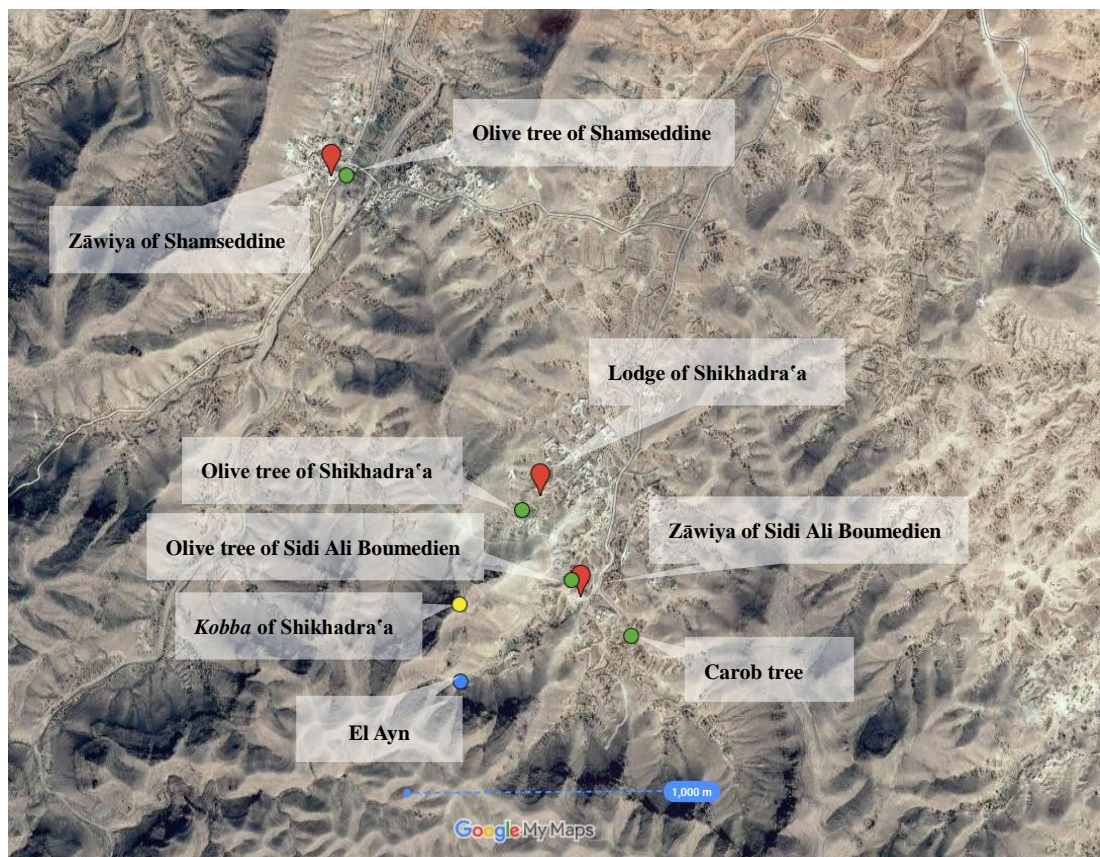 Olive tree of Shamseddine
Zāwiya of Shamseddine
Lodge of Shikhadraʿa
Olive tree of Shikhadraʿa
Zāwiya of Sidi Ali Boumedien
Olive tree of Sidi Ali Boumedien
Kobba of Shikhadraʿa
Carob tree
El Ayn
1,000 m
Google My Maps